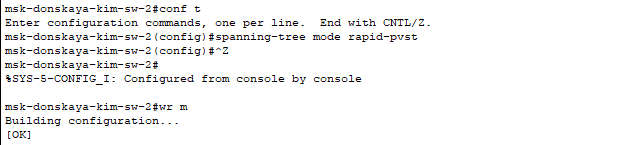 msk-donskaya-kim-sw-2#conf t
Enter configuration commands, one per line.  End with CNTL/Z.
msk-donskaya-kim-sw-2(config)#spanning-tree mode rapid-pvst
msk-donskaya-kim-sw-2(config)#^Z
msk-donskaya-kim-sw-2#
%SYS-5-CONFIG_I: Configured from console by console

msk-donskaya-kim-sw-2#wr m
Building configuration...
[OK]